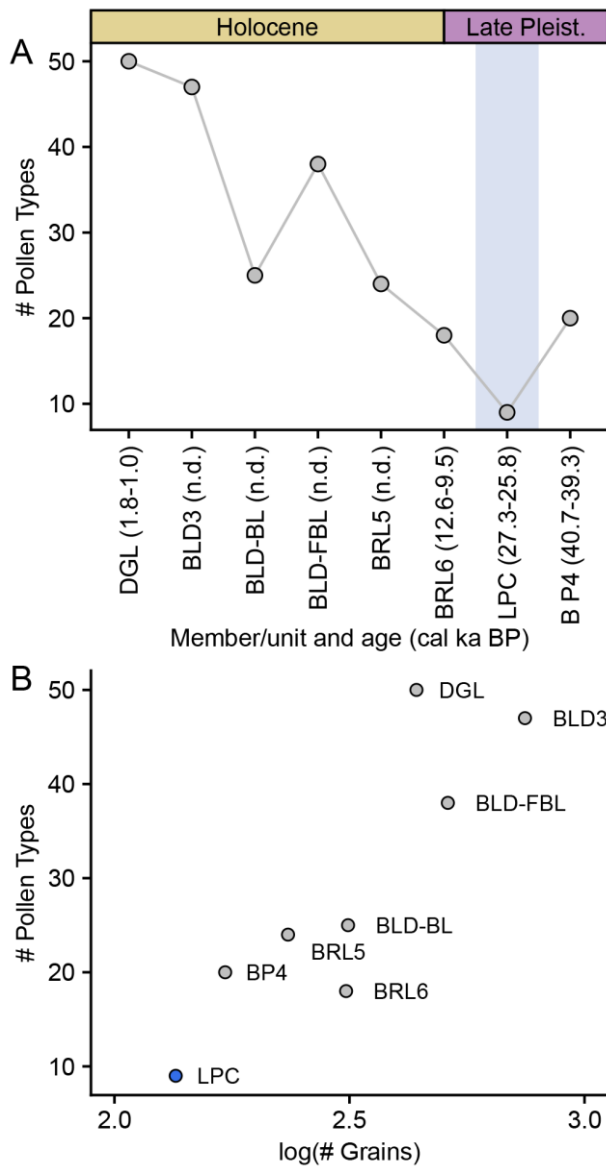 Holocene
Late Pleist.
A
50
40
30
20
10
# Pollen Types
DGL (1.8-1.0)
BLD3 (n.d.)
BLD-BL (n.d.)
BLD-FBL (n.d.)
BRL5 (n.d.)
BRL6 (12.6-9.5)
LPC (27.3-25.8)
B P4 (40.7-39.3)
Member/unit and age (cal ka BP)
B
50
40
30
20
10
# Pollen Types
DGL
BLD3
BLD-FBL
BLD-BL
BRL5
BP4
BRL6
LPC
2.0
2.5
3.0
log(# Grains)